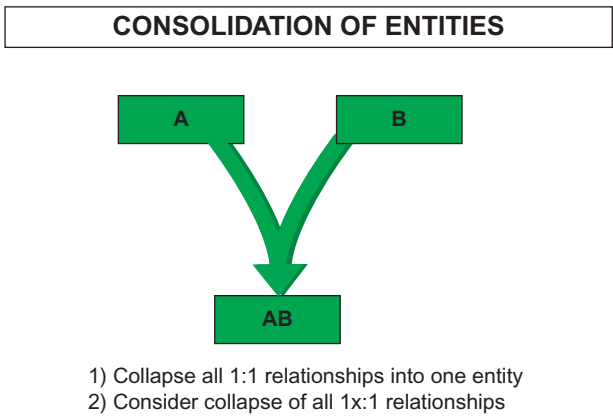 CONSOLIDATION OF ENTITIES
A
B
AB
1) Collapse all 1:1 relationships into one entity
2) Consider collapse of all 1x:1 relationships